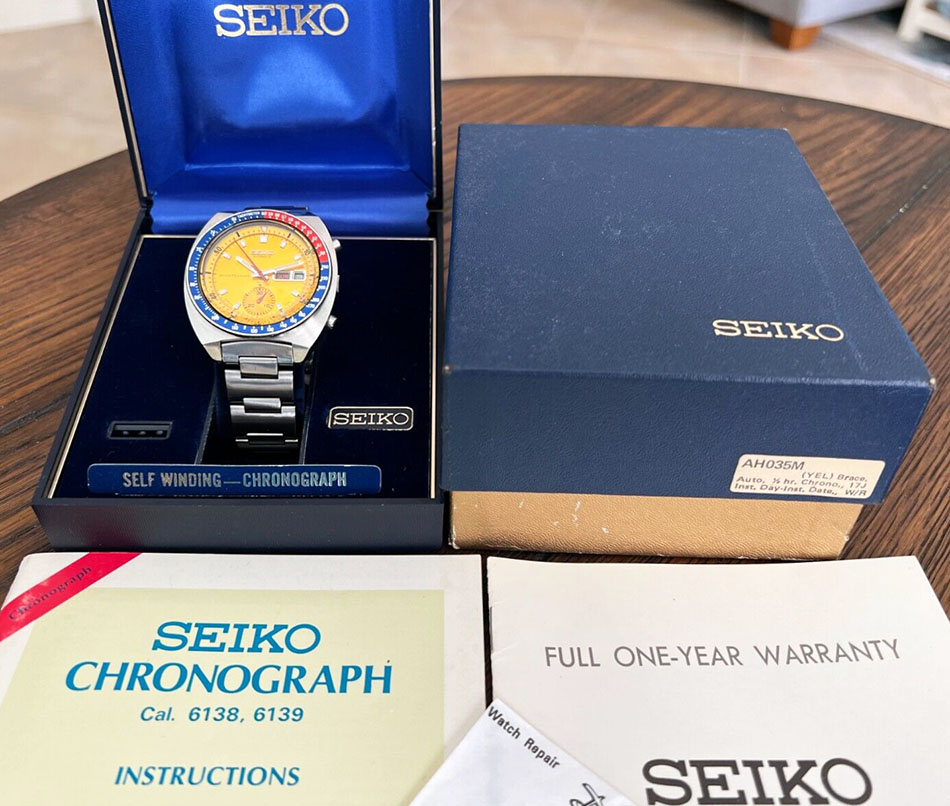 SEIKO
SEIKO
SEIKO
SELF WINDING—CHRONOGRAPH
AH035M
(YEL) Brace.
Auto. ½ hr. Chrono., 17J
Inst. Day-Inst. Date., W/R
Chronograph
SEIKO
CHRONOGRAPH
Cal. 6138, 6139
INSTRUCTIONS
FULL ONE-YEAR WARRANTY
SEIKO
Watch Repair